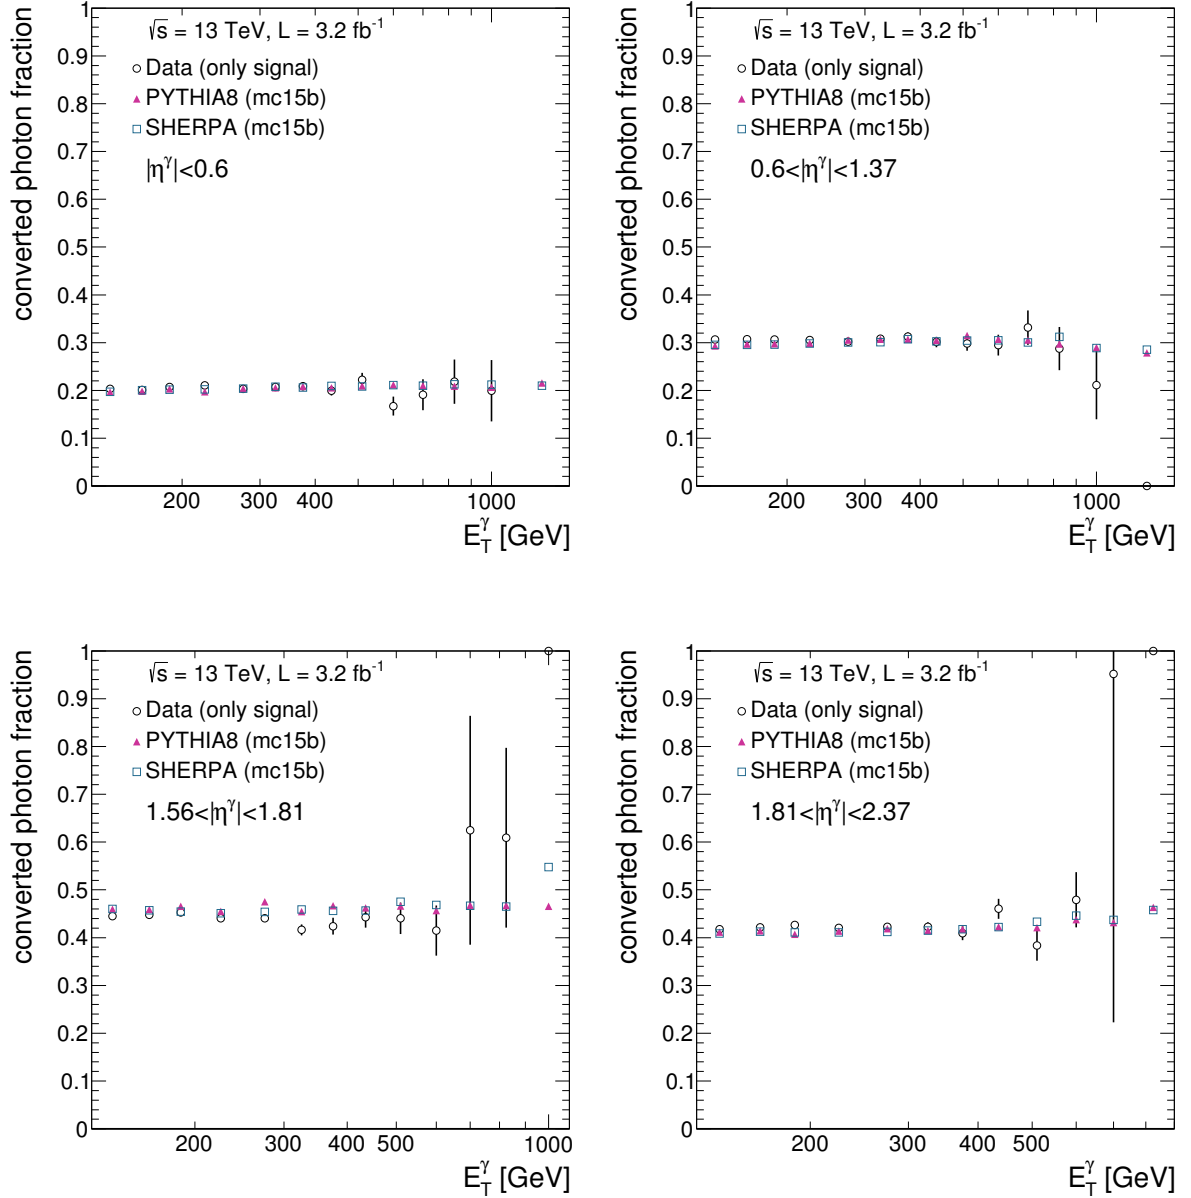 converted photon fraction
√s = 13 TeV, L = 3.2 fb⁻¹
Data (only signal)
PYTHIA8 (mc15b)
SHERPA (mc15b)
|η^γ|<0.6
1
0.9
0.8
0.7
0.6
0.5
0.4
0.3
0.2
0.1
0
200 300 400 1000
E_T^γ [GeV]
converted photon fraction
√s = 13 TeV, L = 3.2 fb⁻¹
Data (only signal)
PYTHIA8 (mc15b)
SHERPA (mc15b)
0.6<|η^γ|<1.37
1
0.9
0.8
0.7
0.6
0.5
0.4
0.3
0.2
0.1
0
200 300 400 1000
E_T^γ [GeV]
converted photon fraction
√s = 13 TeV, L = 3.2 fb⁻¹
Data (only signal)
PYTHIA8 (mc15b)
SHERPA (mc15b)
1.56<|η^γ|<1.81
1
0.9
0.8
0.7
0.6
0.5
0.4
0.3
0.2
0.1
0
200 300 400 500 1000
E_T^γ [GeV]
converted photon fraction
√s = 13 TeV, L = 3.2 fb⁻¹
Data (only signal)
PYTHIA8 (mc15b)
SHERPA (mc15b)
1.81<|η^γ|<2.37
1
0.9
0.8
0.7
0.6
0.5
0.4
0.3
0.2
0.1
0
200 300 400 500
E_T^γ [GeV]